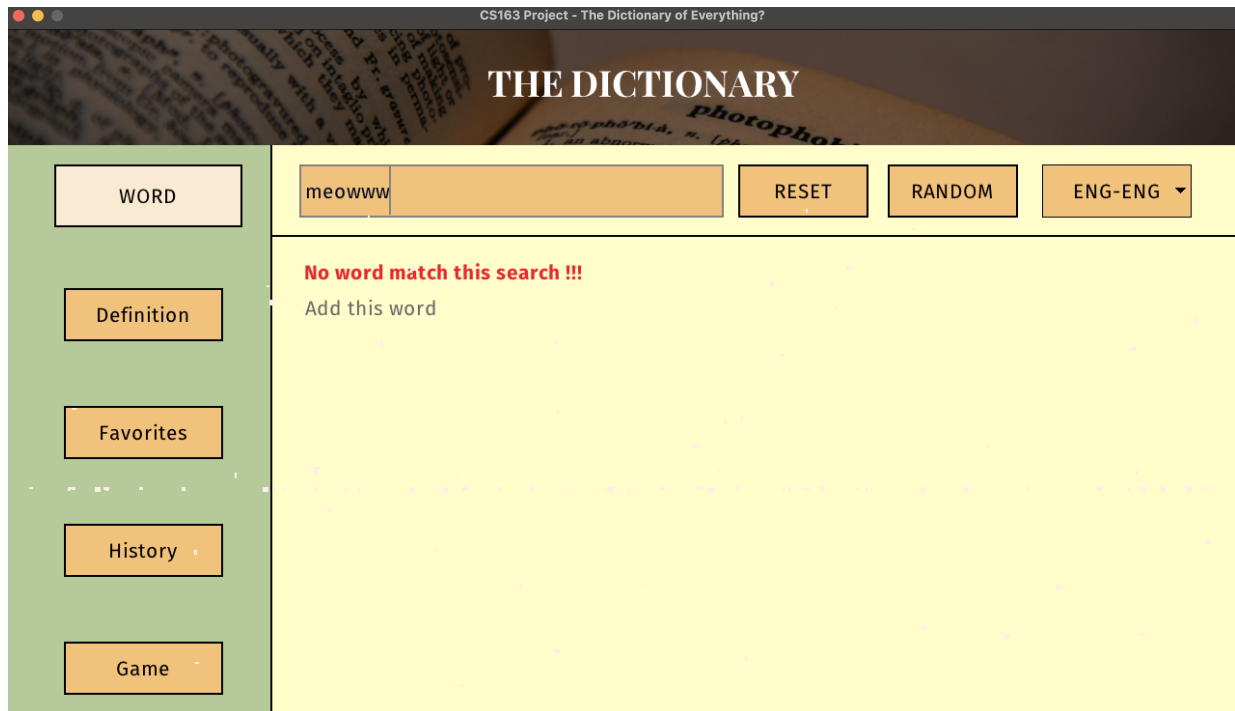 CS163 Project - The Dictionary of Everything?
THE DICTIONARY
photophob
WORD
meowww
RESET
RANDOM
ENG-ENG
No word match this search !!!
Add this word
Definition
Favorites
History
Game